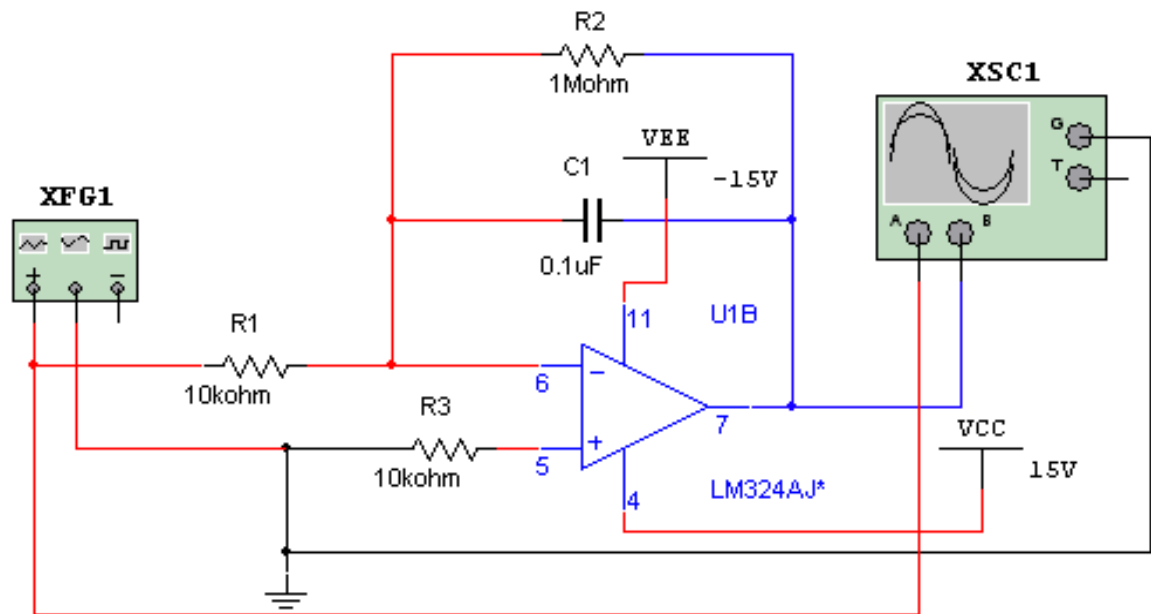 R2
1Mohm
XSC1
G
T
A
B
VEE
-15V
C1
0.1uF
XFG1
+
−
R1
10kohm
11
U1B
6
−
R3
10kohm
5
+
7
4
LM324AJ*
VCC
15V